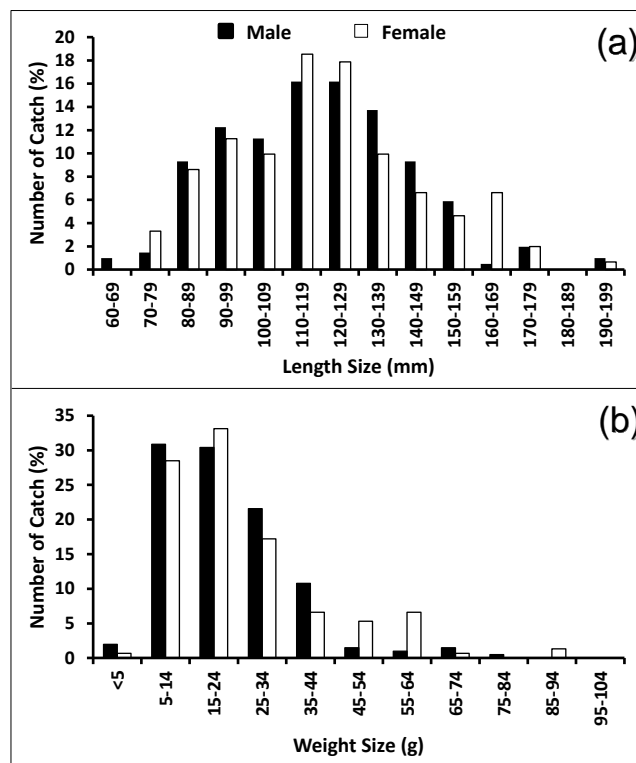 Male Female (a)
20
18
16
14
12
10
8
6
4
2
0
Number of Catch (%)
60-69 70-79 80-89 90-99 100-109 110-119 120-129 130-139 140-149 150-159 160-169 170-179 180-189 190-199
Length Size (mm)
(b)
35
30
25
20
15
10
5
0
Number of Catch (%)
<5 5-14 15-24 25-34 35-44 45-54 55-64 65-74 75-84 85-94 95-104
Weight Size (g)